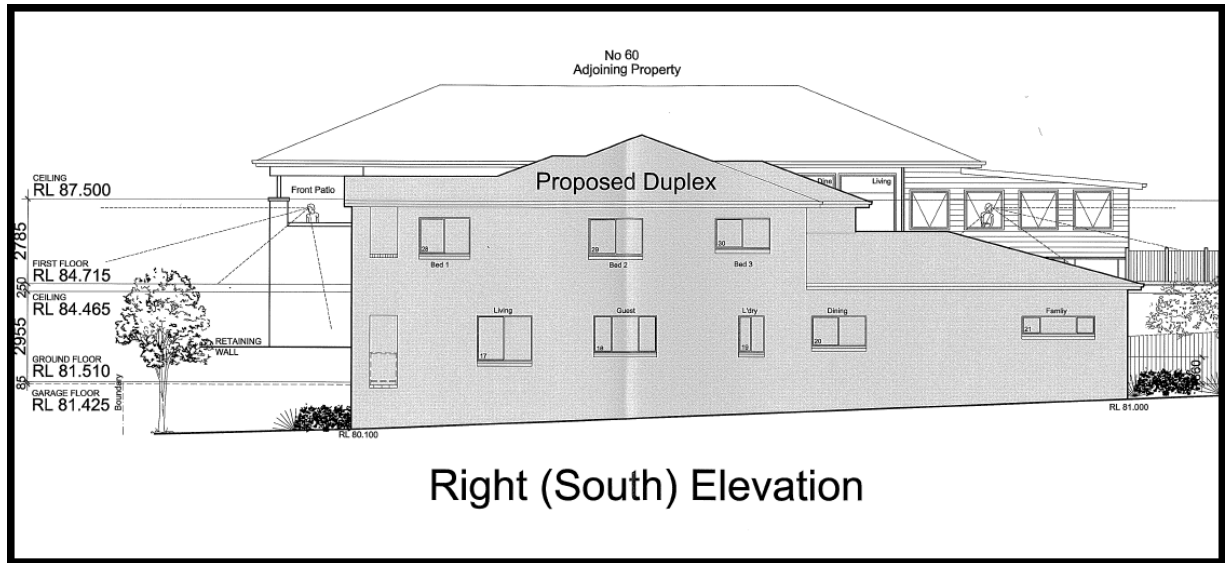 No 60
Adjoining Property
Proposed Duplex
CEILING
RL 87.500
Front Patio
Dine
Living
2785
28
Bed 1
29
Bed 2
30
Bed 3
FIRST FLOOR
RL 84.715
250
CEILING
RL 84.465
2955
Living
17
Guest
18
L'dry
19
Dining
20
Family
21
RETAINING
WALL
GROUND FLOOR
RL 81.510
85
GARAGE FLOOR
RL 81.425
Boundary
RL 80.100
RL 81.000
Right (South) Elevation